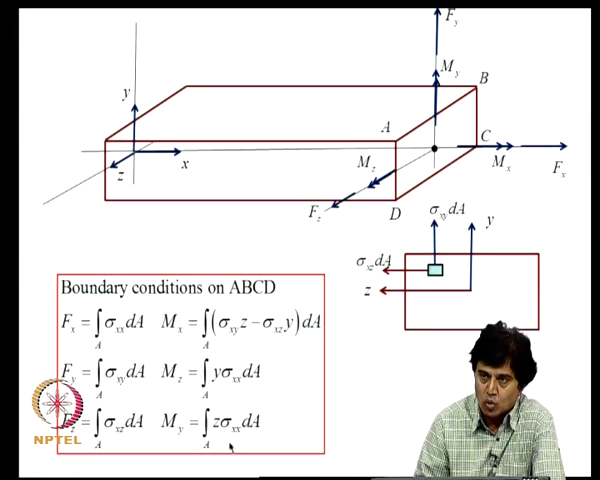 F_y
M_y
B
y
A
C
z
x
M_z
M_x
F_x
F_z
D
σ_xy dA
y
σ_xz dA
z
Boundary conditions on ABCD
F_x = ∫_A σ_xx dA M_x = ∫_A (σ_xy z − σ_xz y) dA
F_y = ∫_A σ_xy dA M_z = ∫_A yσ_xx dA
= ∫_A σ_xz dA M_y = ∫_A zσ_xx dA
NPTEL